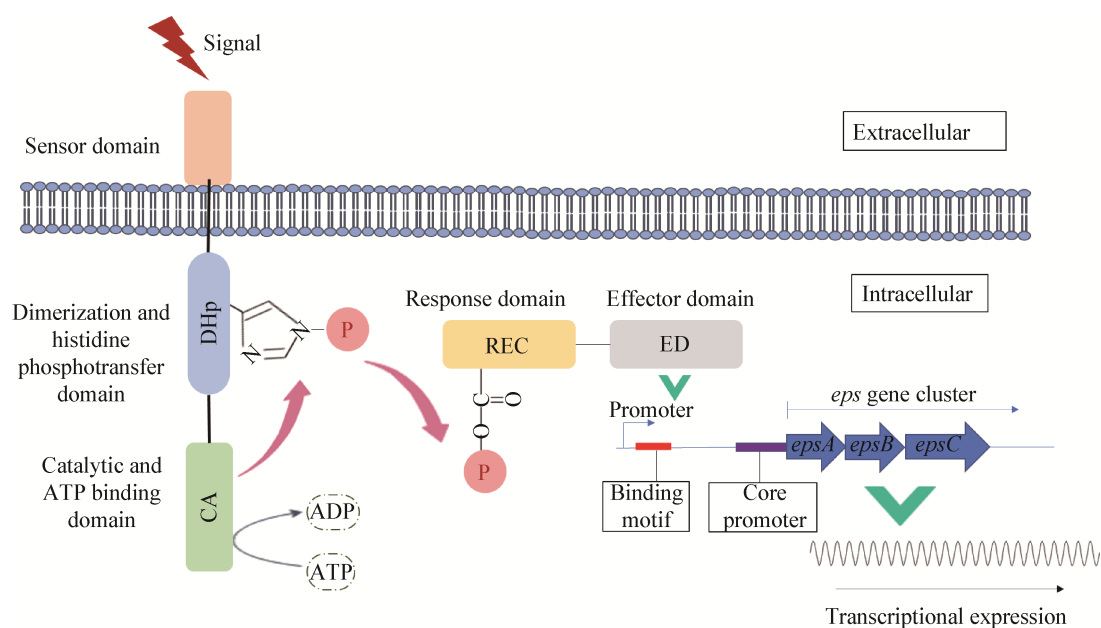 Signal
Sensor domain
Extracellular
Intracellular
Dimerization and
histidine
phosphotransfer
domain
DHp
N
N
P
Response domain
Effector domain
REC
ED
C
O
O
P
Promoter
eps gene cluster
epsA
epsB
epsC
Binding
motif
Core
promoter
Catalytic and
ATP binding
domain
CA
ADP
ATP
Transcriptional expression